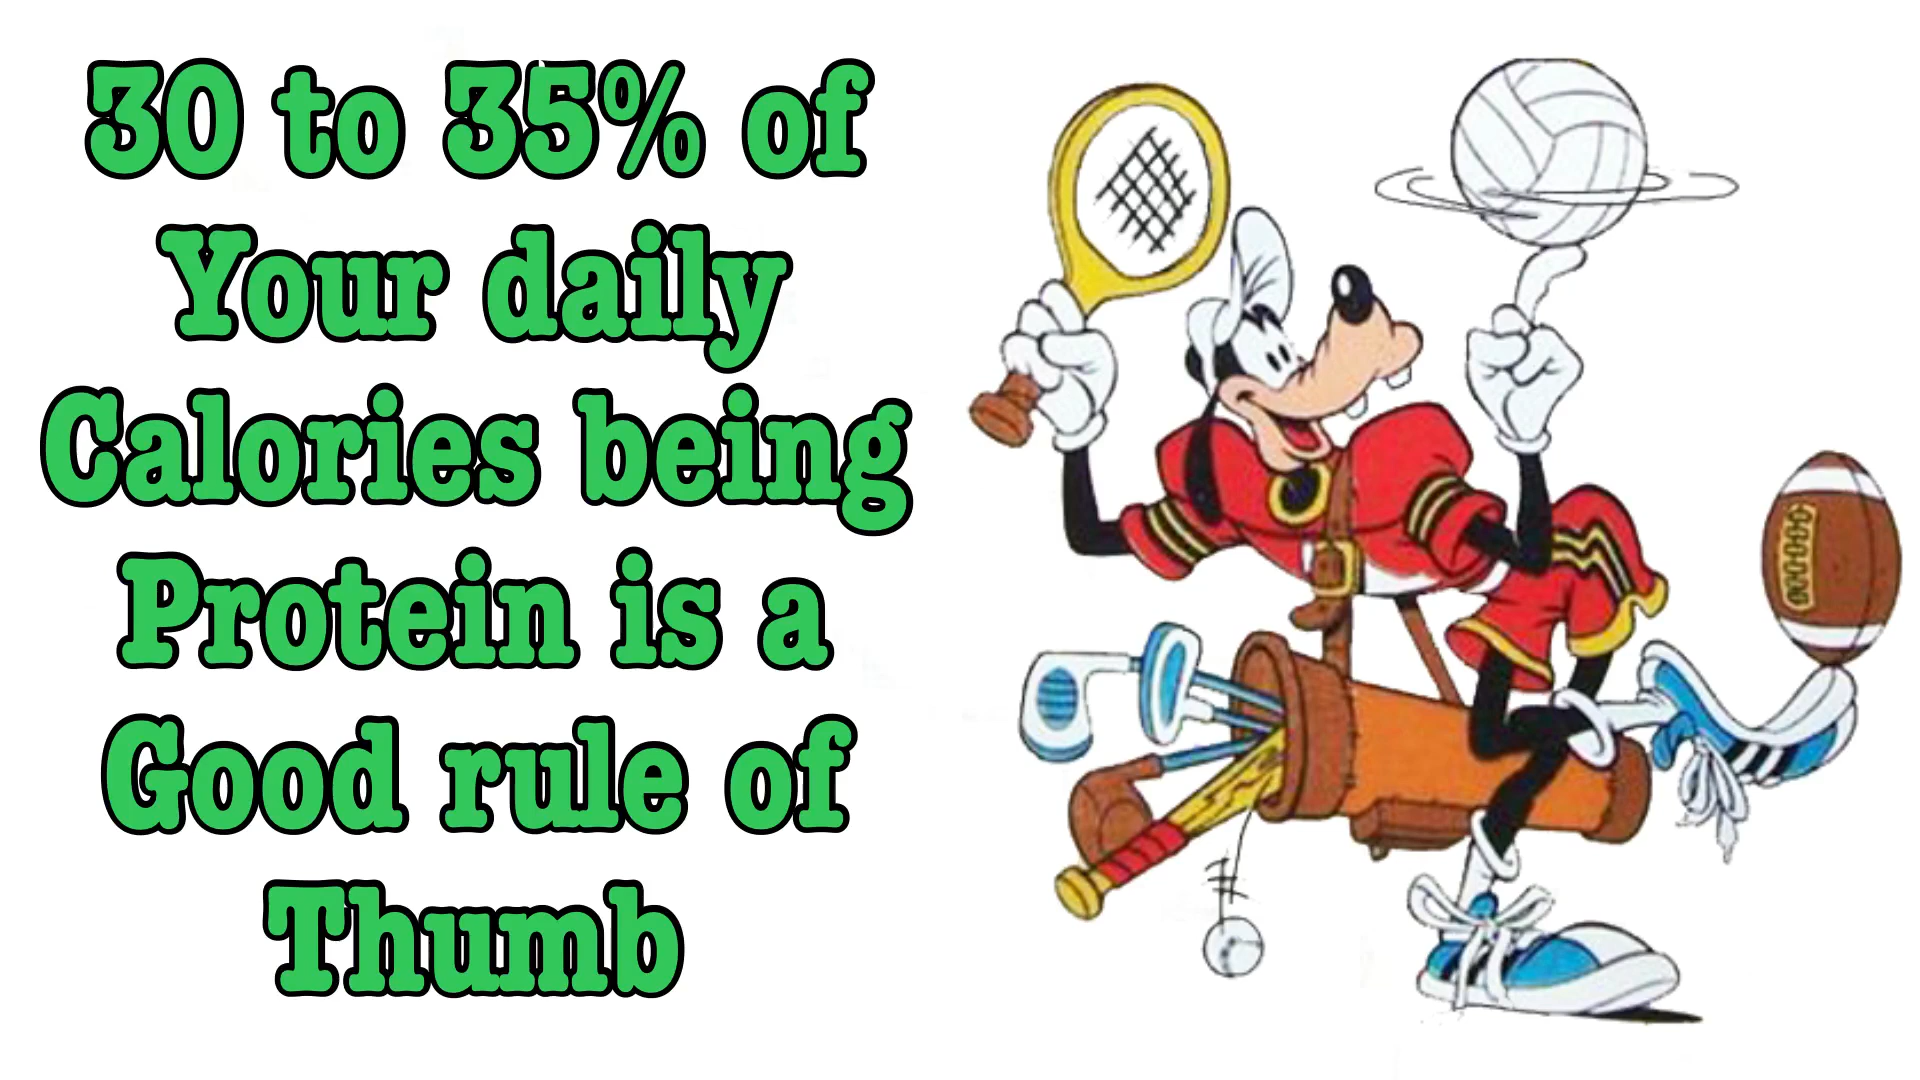 30 to 35% of
Your daily
Calories being
Protein is a
Good rule of
Thumb